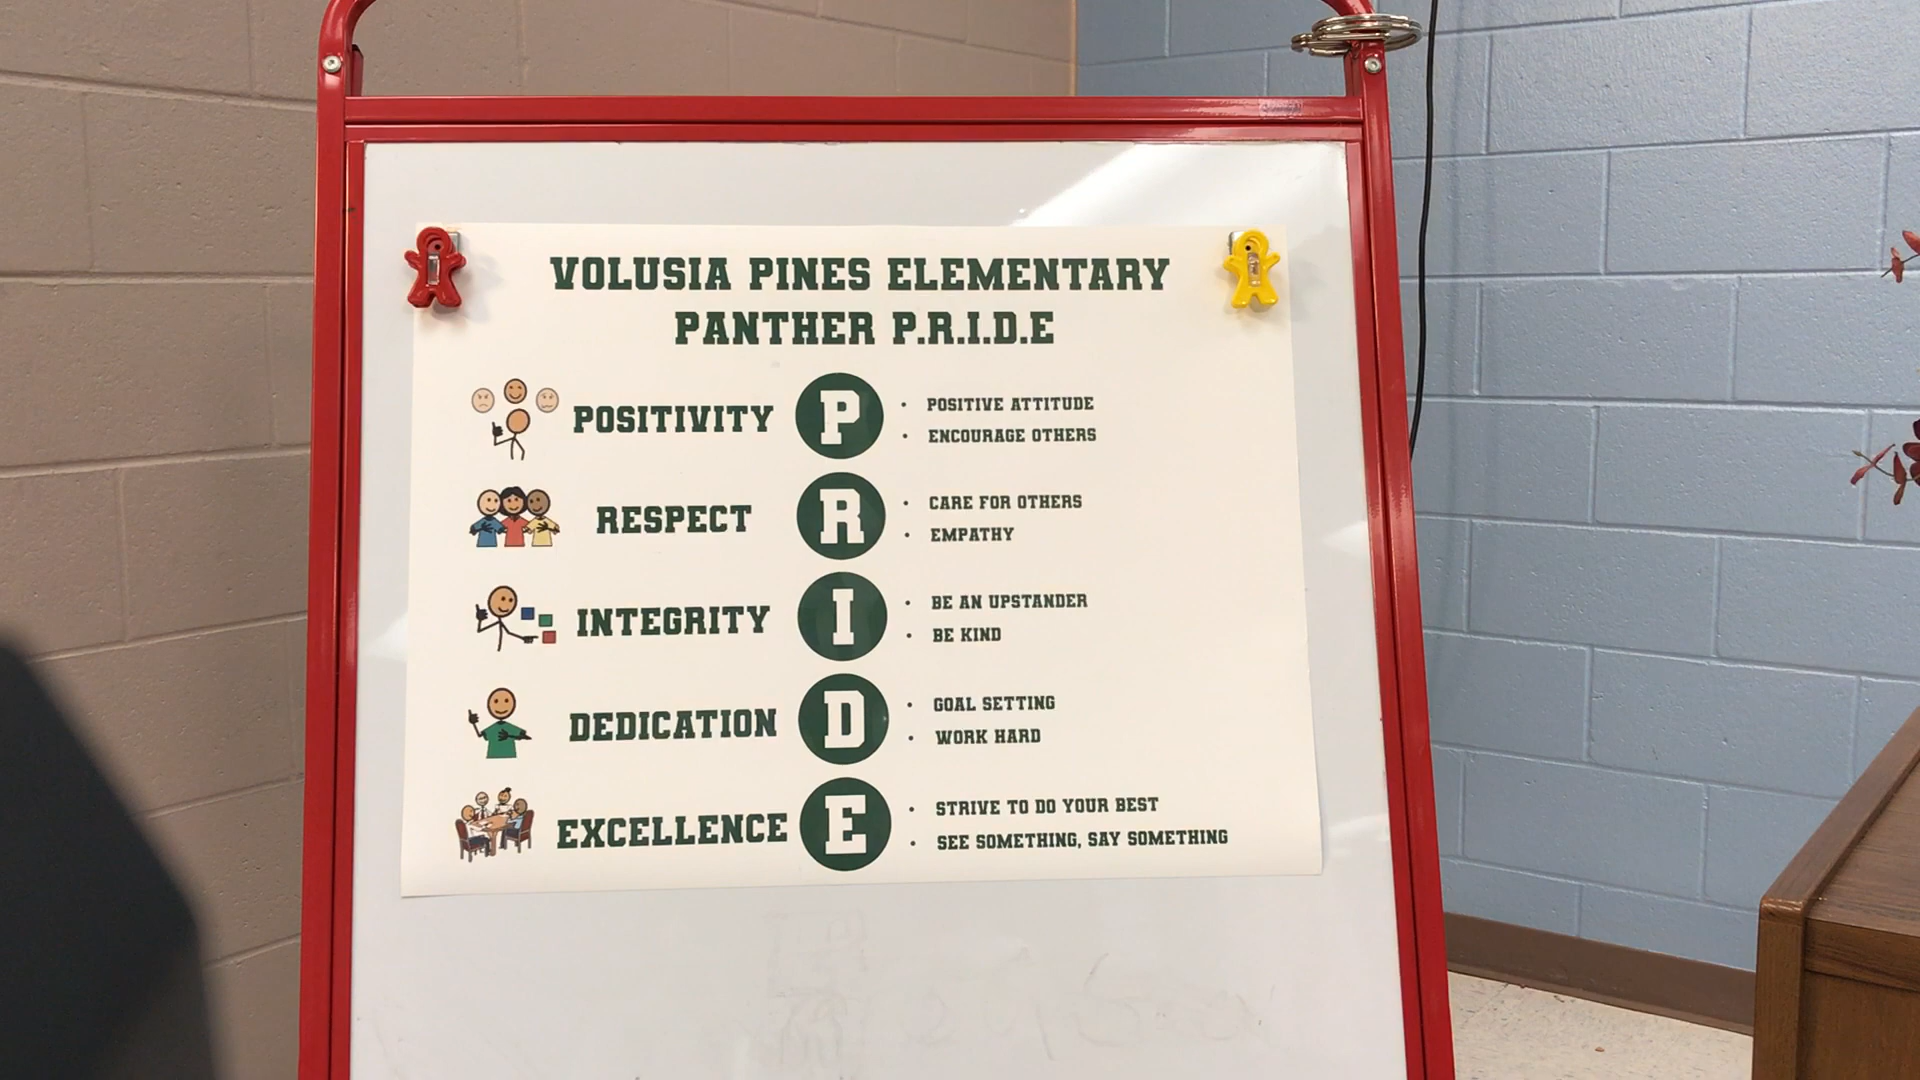 VOLUSIA PINES ELEMENTARY
PANTHER P.R.I.D.E
POSITIVITY P • POSITIVE ATTITUDE
• ENCOURAGE OTHERS
RESPECT R • CARE FOR OTHERS
• EMPATHY
INTEGRITY I • BE AN UPSTANDER
• BE KIND
DEDICATION D • GOAL SETTING
• WORK HARD
EXCELLENCE E • STRIVE TO DO YOUR BEST
• SEE SOMETHING, SAY SOMETHING